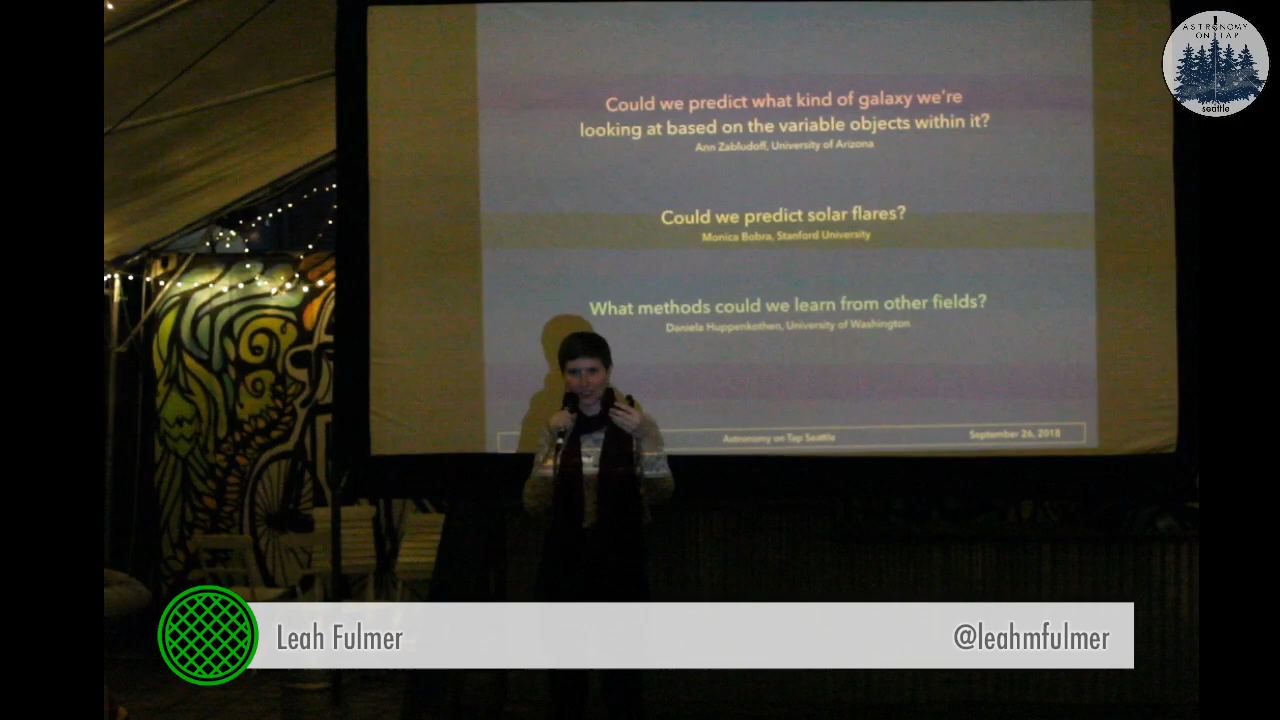 ASTRONOMY
ON TAP
seattle
Could we predict what kind of galaxy we're
looking at based on the variable objects within it?
Ann Zabludoff, University of Arizona
Could we predict solar flares?
Monica Bobra, Stanford University
What methods could we learn from other fields?
Daniela Huppenkothen, University of Washington
Astronomy on Tap Seattle
September 26, 2018
Leah Fulmer
@leahmfulmer